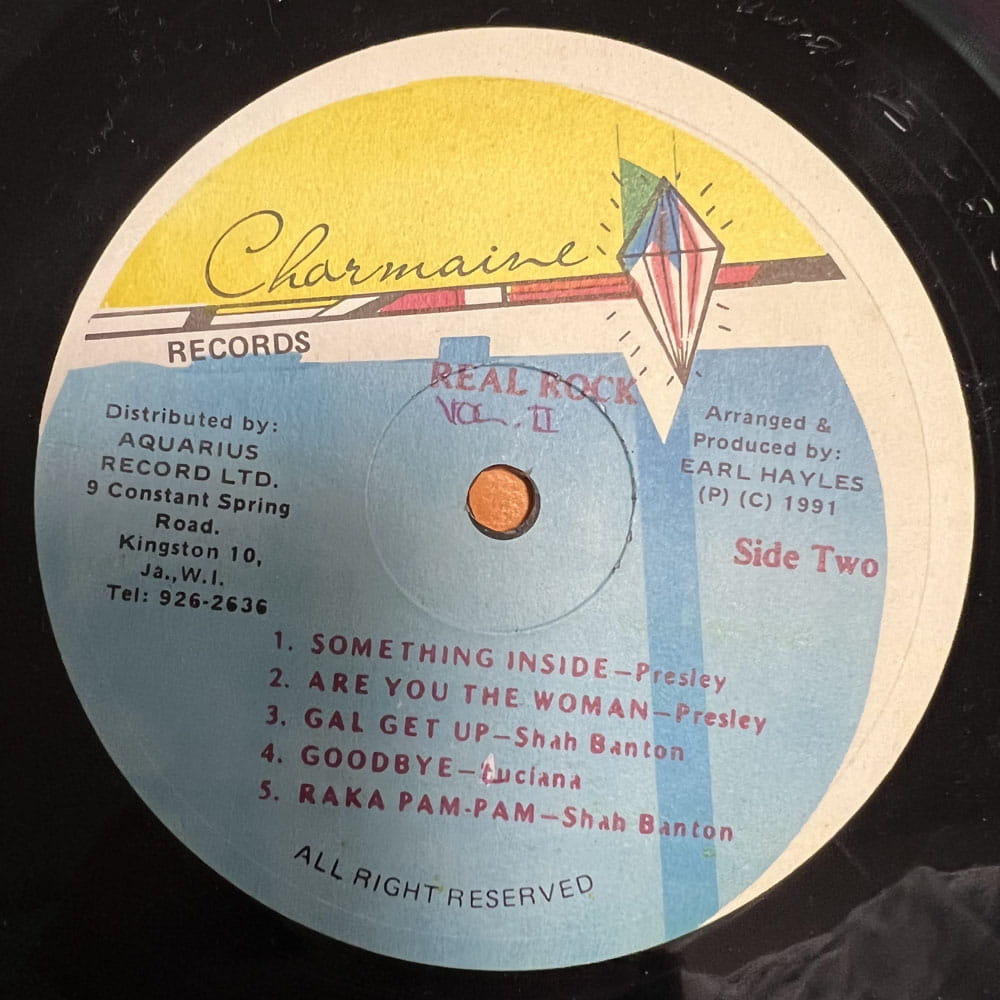 Charmaine
RECORDS
REAL ROCK
VOL. II
Distributed by:
AQUARIUS
RECORD LTD.
9 Constant Spring
Road.
Kingston 10,
Ja.,W.I.
Tel: 926-2636
Arranged &
Produced by:
EARL HAYLES
(P) (C) 1991
Side Two
1. SOMETHING INSIDE—Presley
2. ARE YOU THE WOMAN—Presley
3. GAL GET UP—Shah Banton
4. GOODBYE—Luciana
5. RAKA PAM-PAM—Shah Banton
ALL RIGHT RESERVED